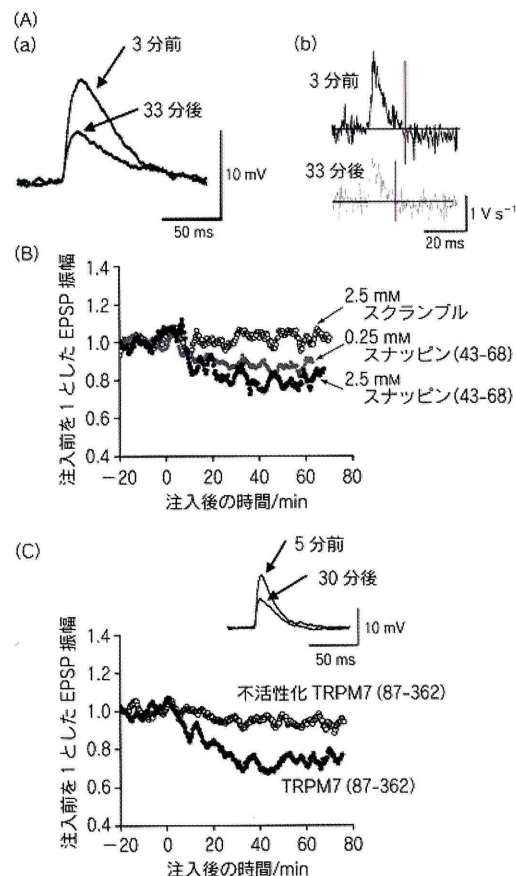 (A)
(a)
3 分前
33 分後
10 mV
50 ms
(b)
3 分前
33 分後
1 V s⁻¹
20 ms
(B)
注入前を 1 とした EPSP 振幅
1.4
1.2
1.0
0.8
0.6
0.4
2.5 mM
スクランブル
0.25 mM
スナッピン(43-68)
2.5 mM
スナッピン(43-68)
−20 0 20 40 60 80
注入後の時間/min
(C)
5 分前
30 分後
10 mV
50 ms
注入前を 1 とした EPSP 振幅
1.4
1.2
1.0
0.8
0.6
0.4
不活性化 TRPM7 (87-362)
TRPM7 (87-362)
−20 0 20 40 60 80
注入後の時間/min